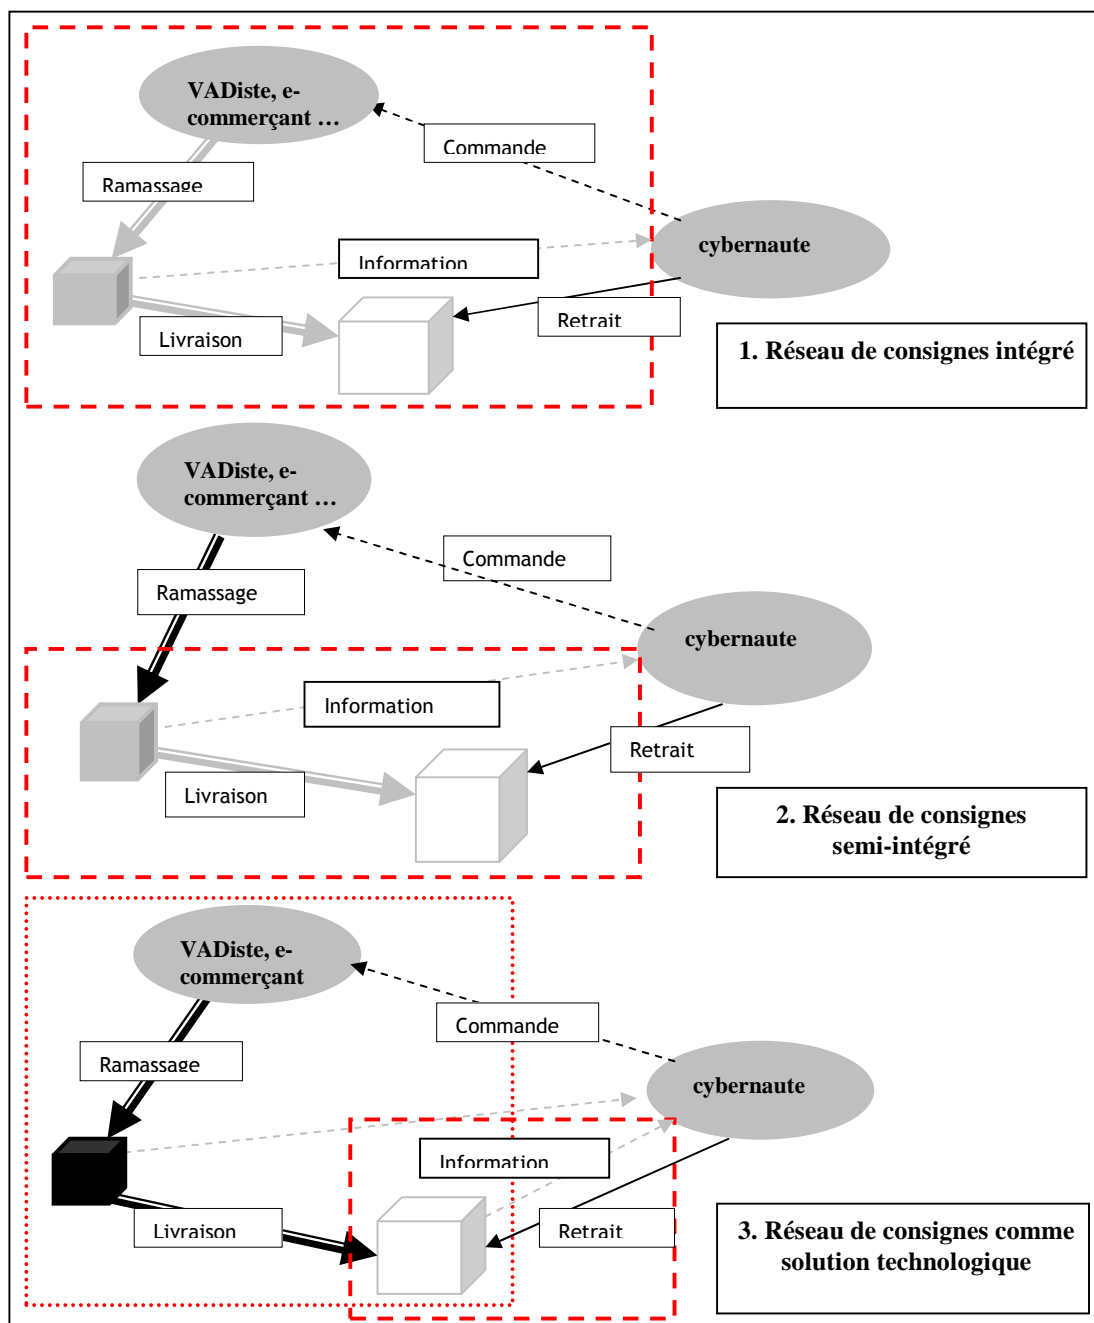 VADiste, e-
commerçant ...
Commande
Ramassage
cybernaute
Information
Retrait
Livraison
1. Réseau de consignes intégré
VADiste, e-
commerçant ...
Commande
Ramassage
cybernaute
Information
Retrait
Livraison
2. Réseau de consignes
semi-intégré
VADiste, e-
commerçant
Commande
Ramassage
cybernaute
Information
Livraison
Retrait
3. Réseau de consignes comme
solution technologique